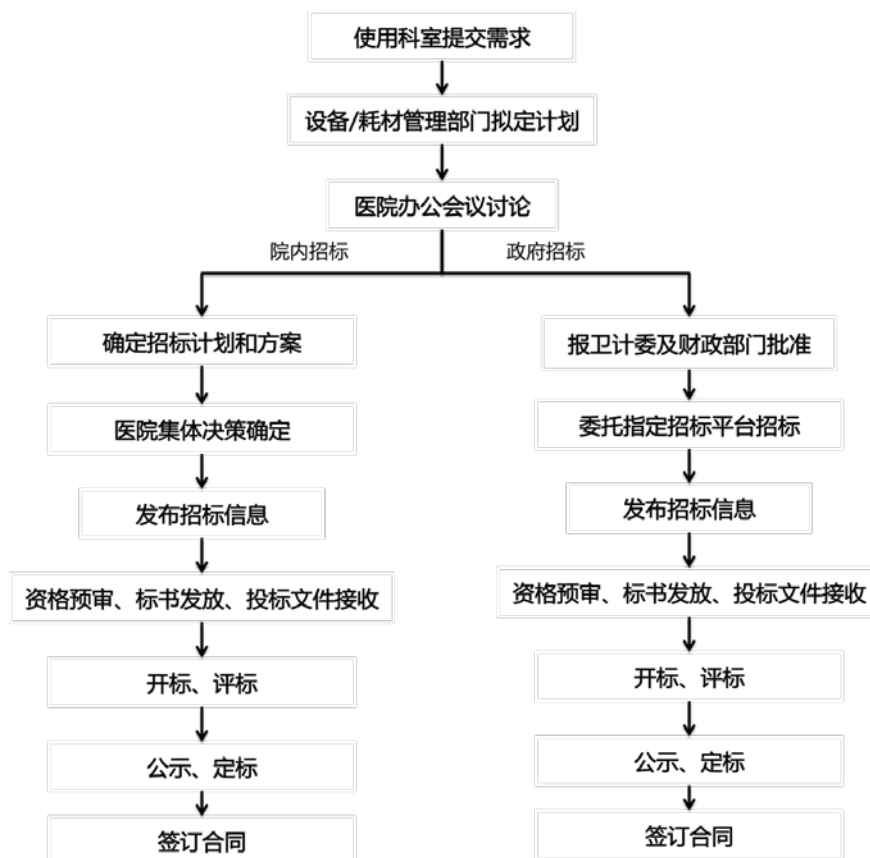 使用科室提交需求
设备/耗材管理部门拟定计划
医院办公会议讨论
院内招标
政府招标
确定招标计划和方案
医院集体决策确定
发布招标信息
资格预审、标书发放、投标文件接收
开标、评标
公示、定标
签订合同
报卫计委及财政部门批准
委托指定招标平台招标
发布招标信息
资格预审、标书发放、投标文件接收
开标、评标
公示、定标
签订合同